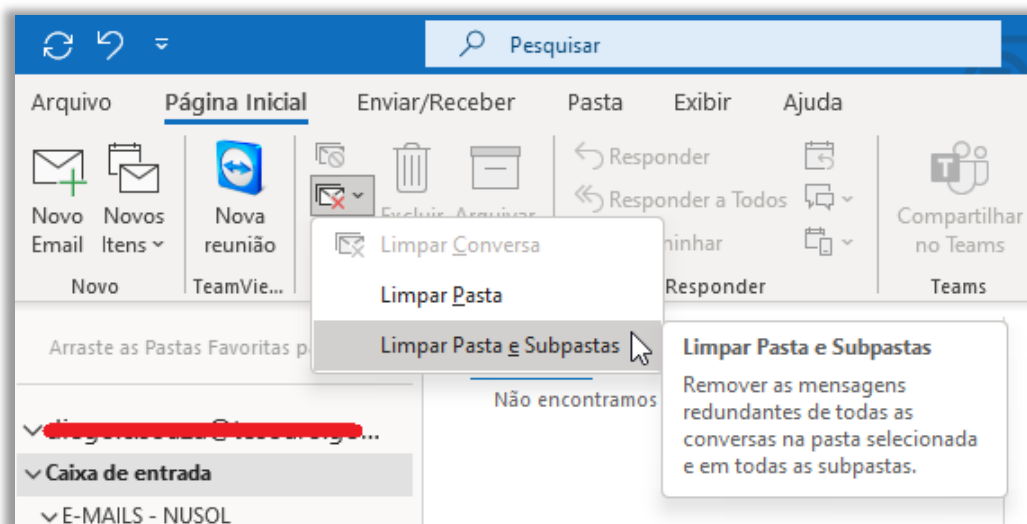 Pesquisar
Arquivo Página Inicial Enviar/Receber Pasta Exibir Ajuda
Novo
Email
Novos
Itens
Novo
Nova
reunião
TeamVie...
Excluir Arquivar
Limpar Conversa
Limpar Pasta
Limpar Pasta e Subpastas
Responder
Responder a Todos
Responder
Compartilhar
no Teams
Teams
Limpar Pasta e Subpastas
Remover as mensagens
redundantes de todas as
conversas na pasta selecionada
e em todas as subpastas.
Arraste as Pastas Favoritas
Não encontramos
Caixa de entrada
E-MAILS - NUSOL